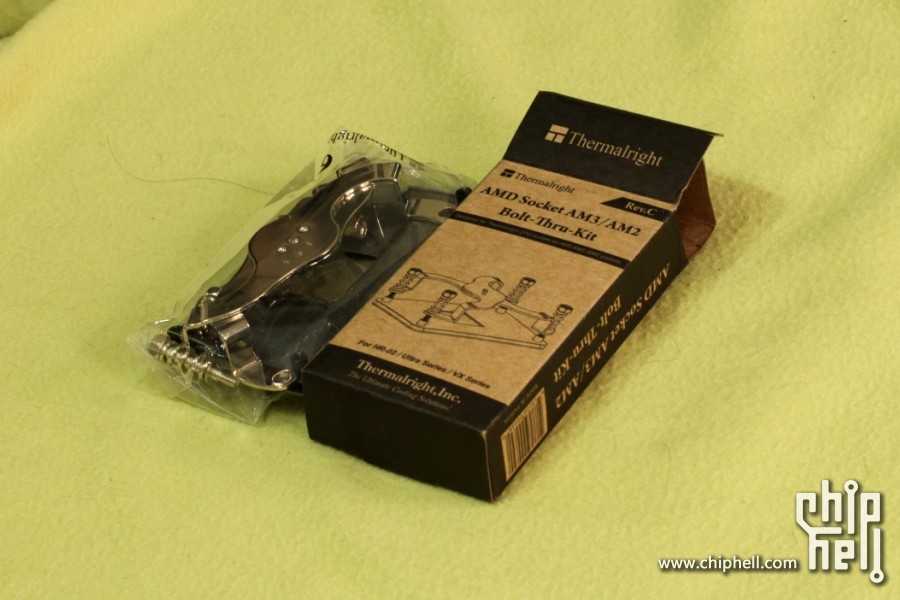 Thermalright
Thermalright
Rev.C
AMD Socket AM3/AM2
Bolt-Thru-Kit
For HR-02 / Ultra Series / VX Series
Thermalright, Inc.
The Ultimate Cooling Solutions!
AMD Socket AM3/AM2
Bolt-Thru-Kit
chip
hell
www.chiphell.com